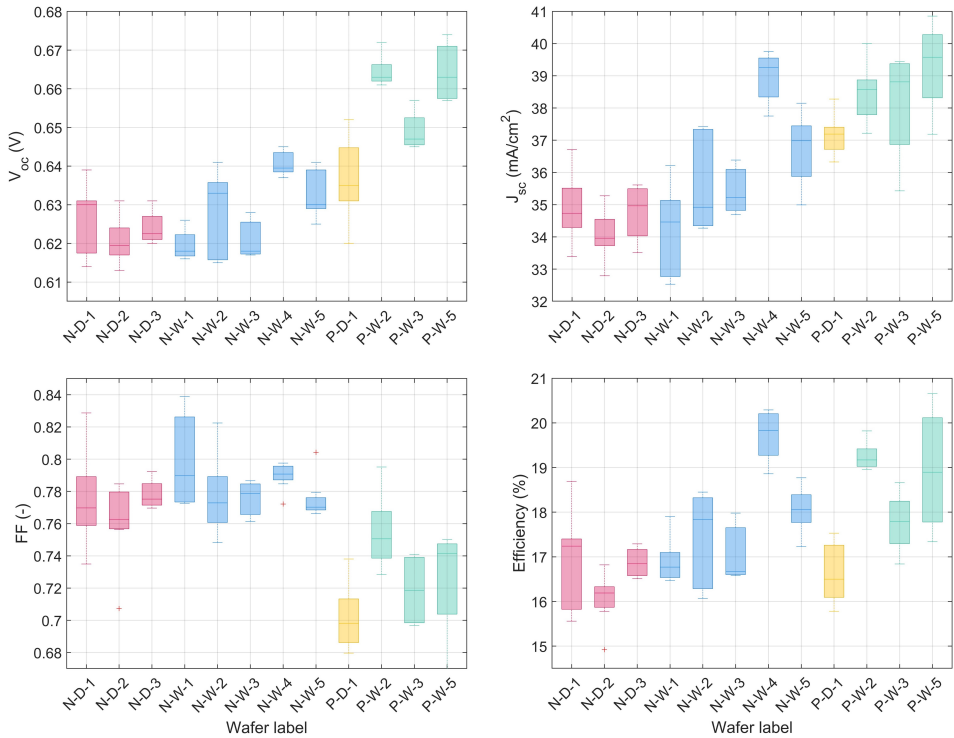 0.68
0.67
0.66
0.65
0.64
0.63
0.62
0.61
V_oc (V)
N-D-1
N-D-2
N-D-3
N-W-1
N-W-2
N-W-3
N-W-4
N-W-5
P-D-1
P-W-2
P-W-3
P-W-5
41
40
39
38
37
36
35
34
33
32
J_sc (mA/cm^2)
N-D-1
N-D-2
N-D-3
N-W-1
N-W-2
N-W-3
N-W-4
N-W-5
P-D-1
P-W-2
P-W-3
P-W-5
0.84
0.82
0.8
0.78
0.76
0.74
0.72
0.7
0.68
FF (-)
N-D-1
N-D-2
N-D-3
N-W-1
N-W-2
N-W-3
N-W-4
N-W-5
P-D-1
P-W-2
P-W-3
P-W-5
Wafer label
21
20
19
18
17
16
15
Efficiency (%)
N-D-1
N-D-2
N-D-3
N-W-1
N-W-2
N-W-3
N-W-4
N-W-5
P-D-1
P-W-2
P-W-3
P-W-5
Wafer label